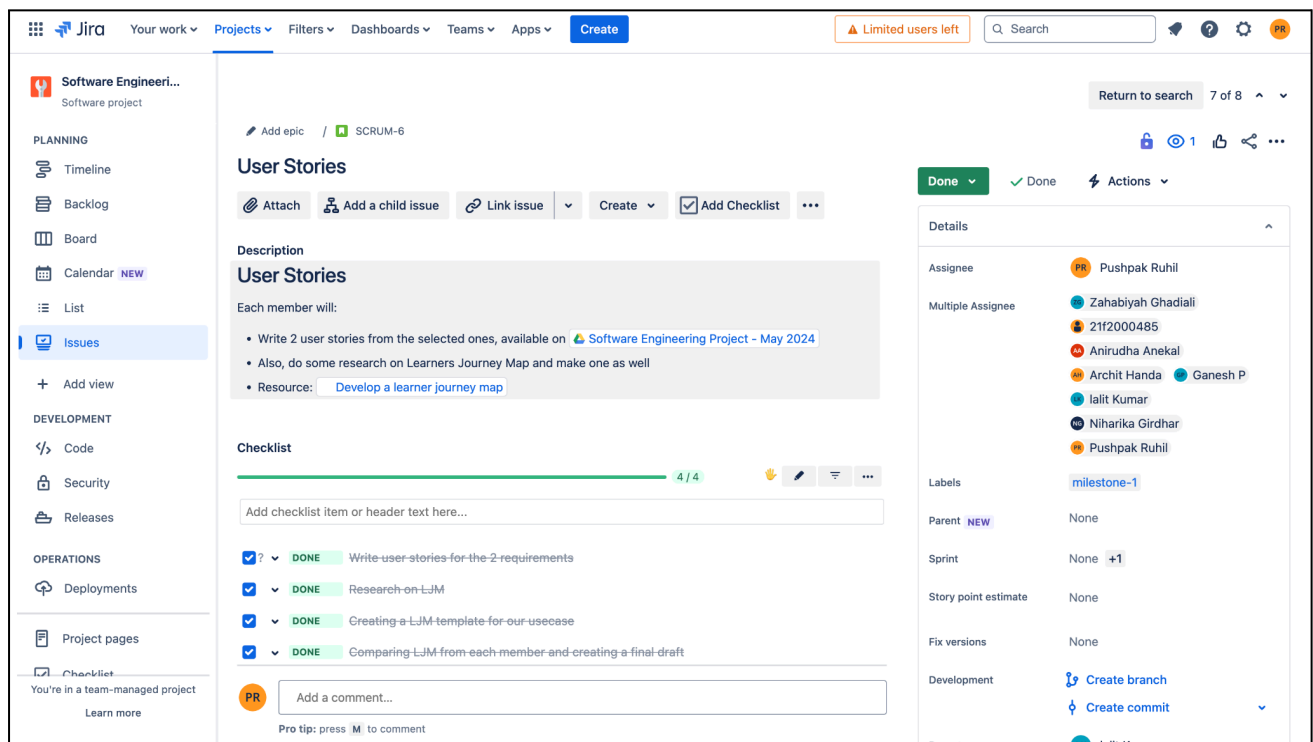 Jira Your work Projects Filters Dashboards Teams Apps Create Limited users left Search PR
Software Engineeri...
Software project
PLANNING
Timeline
Backlog
Board
Calendar NEW
List
Issues
Add view
DEVELOPMENT
Code
Security
Releases
OPERATIONS
Deployments
Project pages
Checklist
You're in a team-managed project
Learn more
Return to search 7 of 8
Add epic / SCRUM-6
1
User Stories
Attach Add a child issue Link issue Create Add Checklist
Description
User Stories
Each member will:
• Write 2 user stories from the selected ones, available on Software Engineering Project - May 2024
• Also, do some research on Learners Journey Map and make one as well
• Resource: Develop a learner journey map
Checklist
4 / 4
Add checklist item or header text here...
? DONE Write user stories for the 2 requirements
DONE Research on LJM
DONE Creating a LJM template for our usecase
DONE Comparing LJM from each member and creating a final draft
PR Add a comment...
Pro tip: press M to comment
Done Done Actions
Details
Assignee PR Pushpak Ruhil
Multiple Assignee ZG Zahabiyah Ghadiali
21f2000485
AA Anirudha Anekal
AH Archit Handa GP Ganesh P
LK lalit Kumar
NG Niharika Girdhar
PR Pushpak Ruhil
Labels milestone-1
Parent NEW None
Sprint None +1
Story point estimate None
Fix versions None
Development Create branch
Create commit